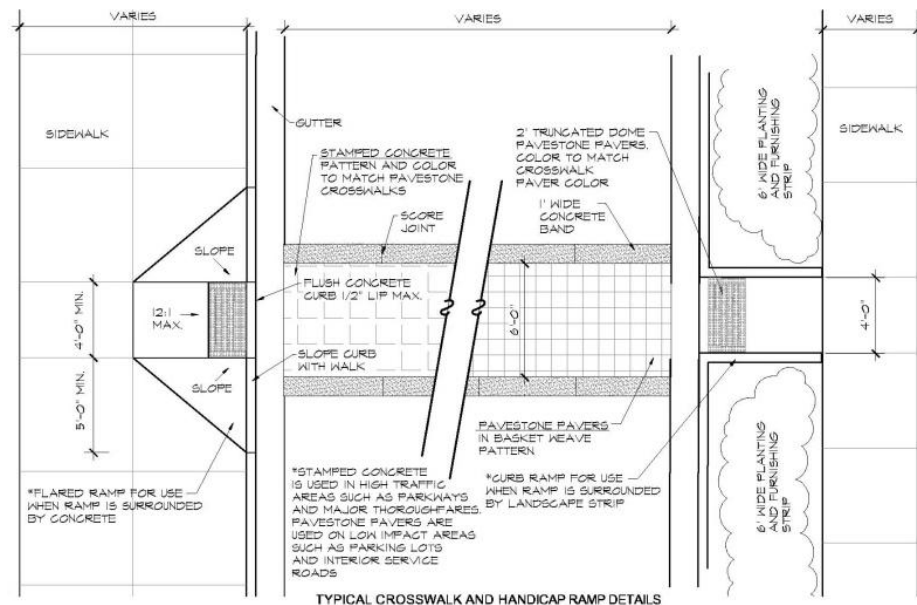 VARIES
VARIES
VARIES
SIDEWALK
GUTTER
STAMPED CONCRETE
PATTERN AND COLOR
TO MATCH PAVESTONE
CROSSWALKS
SCORE
JOINT
2' TRUNCATED DOME
PAVESTONE PAVERS.
COLOR TO MATCH
CROSSWALK
PAVER COLOR
1' WIDE
CONCRETE
BAND
6' WIDE PLANTING
AND FURNISHING
STRIP
SIDEWALK
SLOPE
FLUSH CONCRETE
CURB 1/2" LIP MAX.
4'-0" MIN.
12:1
MAX.
6'-0"
4'-0"
SLOPE CURB
WITH WALK
SLOPE
5'-0" MIN.
PAVESTONE PAVERS
IN BASKET WEAVE
PATTERN
*FLARED RAMP FOR USE
WHEN RAMP IS SURROUNDED
BY CONCRETE
*STAMPED CONCRETE
IS USED IN HIGH TRAFFIC
AREAS SUCH AS PARKWAYS
AND MAJOR THOROUGHFARES.
PAVESTONE PAVERS ARE
USED ON LOW IMPACT AREAS
SUCH AS PARKING LOTS
AND INTERIOR SERVICE
ROADS
*CURB RAMP FOR USE
WHEN RAMP IS SURROUNDED
BY LANDSCAPE STRIP
6' WIDE PLANTING
AND FURNISHING
STRIP
TYPICAL CROSSWALK AND HANDICAP RAMP DETAILS